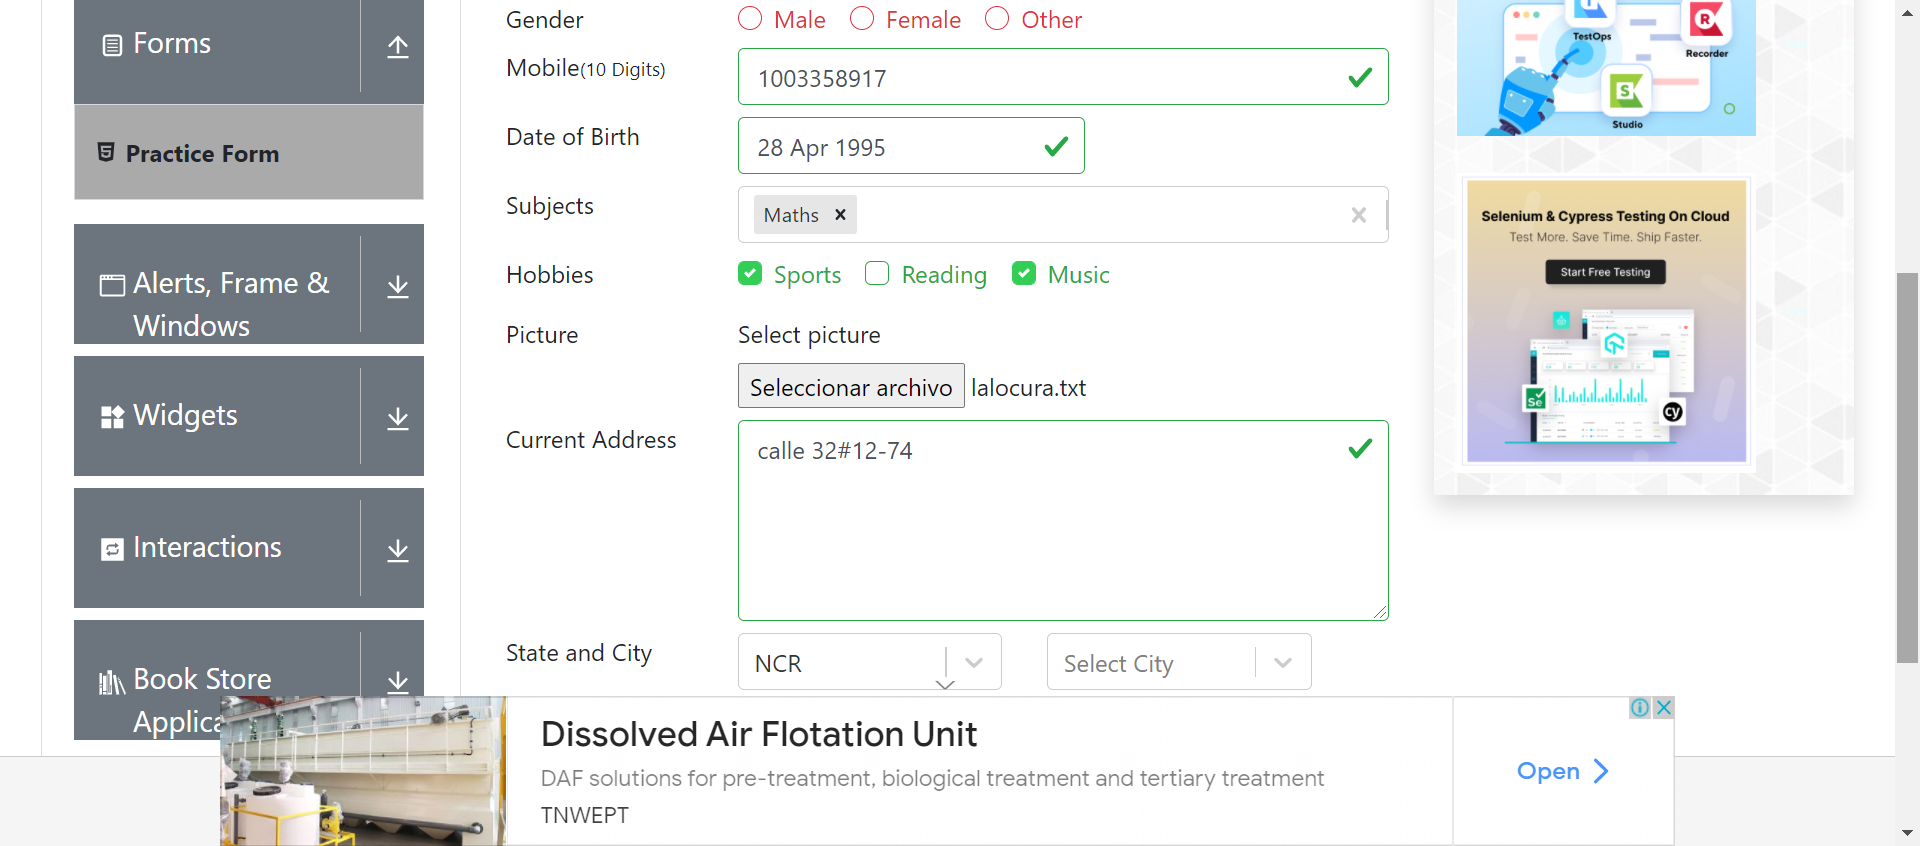 Forms
Practice Form
Alerts, Frame &
Windows
Widgets
Interactions
Book Store
Applica
Gender
Male
Female
Other
Mobile(10 Digits)
1003358917
Date of Birth
28 Apr 1995
Subjects
Maths
Hobbies
Sports
Reading
Music
Picture
Select picture
Seleccionar archivo
lalocura.txt
Current Address
calle 32#12-74
State and City
NCR
Select City
TestOps
Recorder
Studio
Selenium & Cypress Testing On Cloud
Test More. Save Time. Ship Faster.
Start Free Testing
Se
cy
Dissolved Air Flotation Unit
DAF solutions for pre-treatment, biological treatment and tertiary treatment
TNWEPT
Open